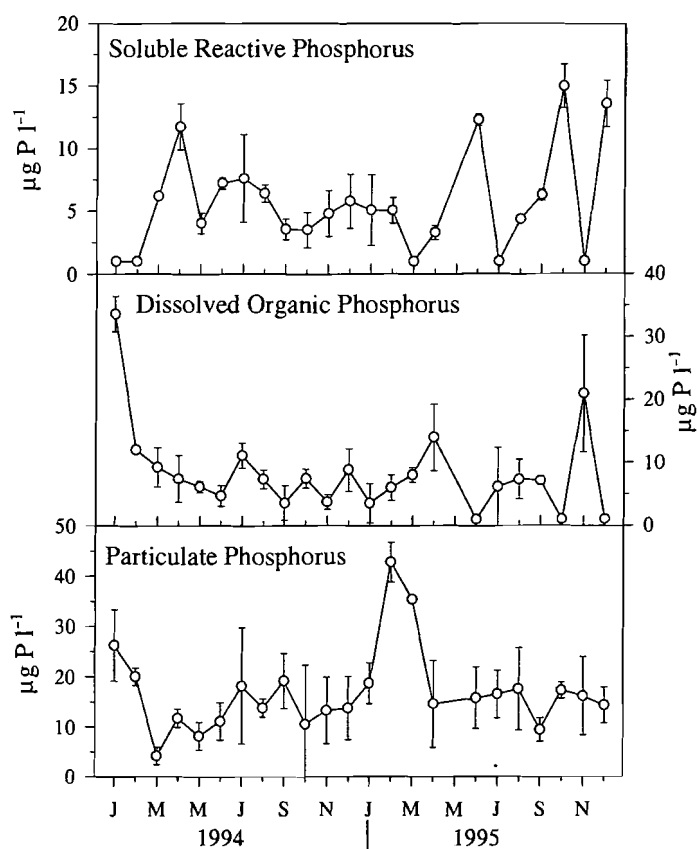 20
Soluble Reactive Phosphorus
15
10
5
0
µg P l⁻¹
40
Dissolved Organic Phosphorus
30
20
10
0
µg P l⁻¹
50
Particulate Phosphorus
40
30
20
10
0
µg P l⁻¹
J M M J S N J M M J S N
1994 1995